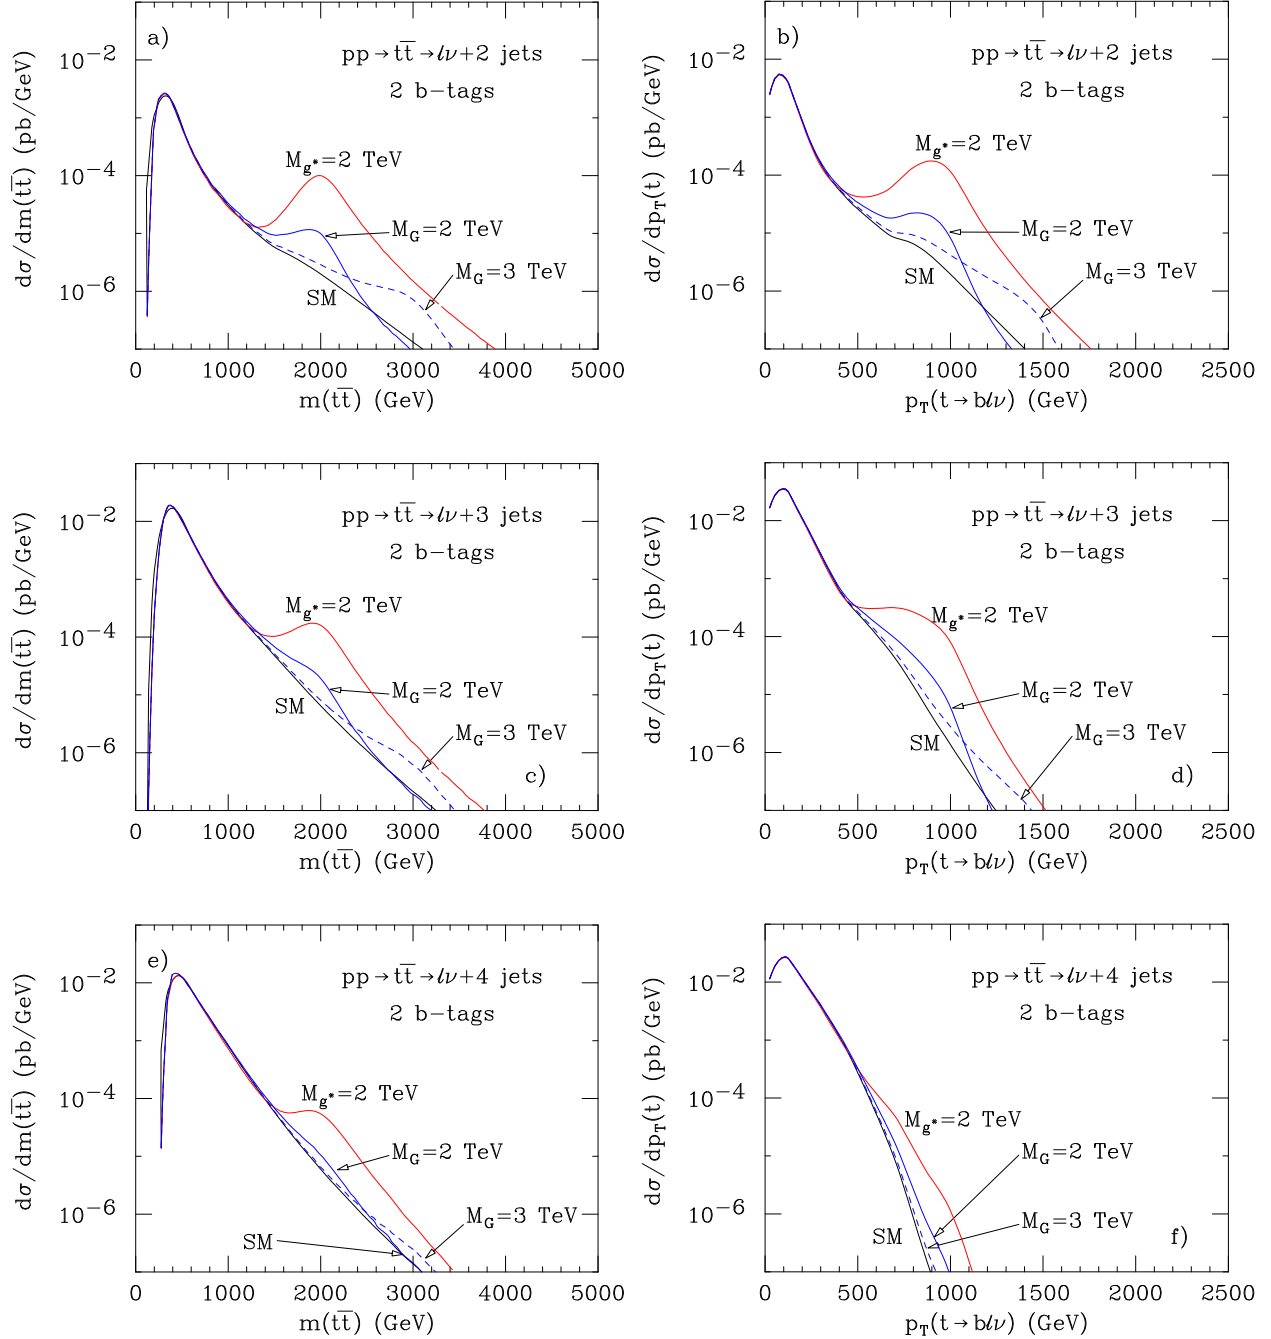 a)
pp→tt̅→lν+2 jets
2 b−tags
M_g*=2 TeV
M_G=2 TeV
M_G=3 TeV
SM
dσ/dm(tt̅) (pb/GeV)
10^−2
10^−4
10^−6
0 1000 2000 3000 4000 5000
m(tt̅) (GeV)
b)
pp→tt̅→lν+2 jets
2 b−tags
M_g*=2 TeV
M_G=2 TeV
M_G=3 TeV
SM
dσ/dp_T(t) (pb/GeV)
10^−2
10^−4
10^−6
0 500 1000 1500 2000 2500
p_T(t→blν) (GeV)
pp→tt̅→lν+3 jets
2 b−tags
M_g*=2 TeV
M_G=2 TeV
SM
M_G=3 TeV
c)
dσ/dm(tt̅) (pb/GeV)
10^−2
10^−4
10^−6
0 1000 2000 3000 4000 5000
m(tt̅) (GeV)
pp→tt̅→lν+3 jets
2 b−tags
M_g*=2 TeV
M_G=2 TeV
M_G=3 TeV
SM
d)
dσ/dp_T(t) (pb/GeV)
10^−2
10^−4
10^−6
0 500 1000 1500 2000 2500
p_T(t→blν) (GeV)
e)
pp→tt̅→lν+4 jets
2 b−tags
M_g*=2 TeV
M_G=2 TeV
M_G=3 TeV
SM
dσ/dm(tt̅) (pb/GeV)
10^−2
10^−4
10^−6
0 1000 2000 3000 4000 5000
m(tt̅) (GeV)
pp→tt̅→lν+4 jets
2 b−tags
M_g*=2 TeV
M_G=2 TeV
M_G=3 TeV
SM
f)
dσ/dp_T(t) (pb/GeV)
10^−2
10^−4
10^−6
0 500 1000 1500 2000 2500
p_T(t→blν) (GeV)